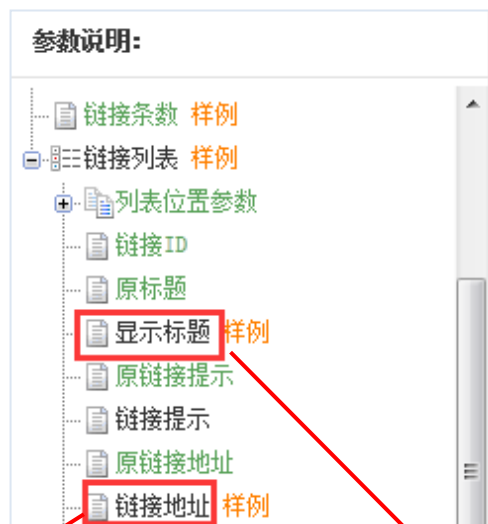 参数说明:
链接条数 样例
链接列表 样例
列表位置参数
链接ID
原标题
显示标题 样例
原链接提示
链接提示
原链接地址
链接地址 样例